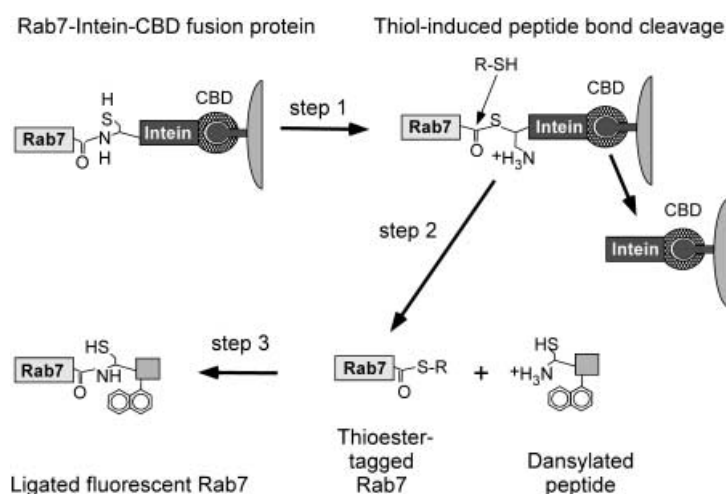 Rab7-Intein-CBD fusion protein
Thiol-induced peptide bond cleavage
H
S
CBD
Rab7
N
Intein
O
H
step 1
R-SH
CBD
Rab7
S
Intein
O
+H3N
CBD
Intein
step 2
HS
Rab7
NH
O
step 3
Rab7
S-R
O
+
HS
+H3N
Thioester-
tagged
Rab7
Dansylated
peptide
Ligated fluorescent Rab7